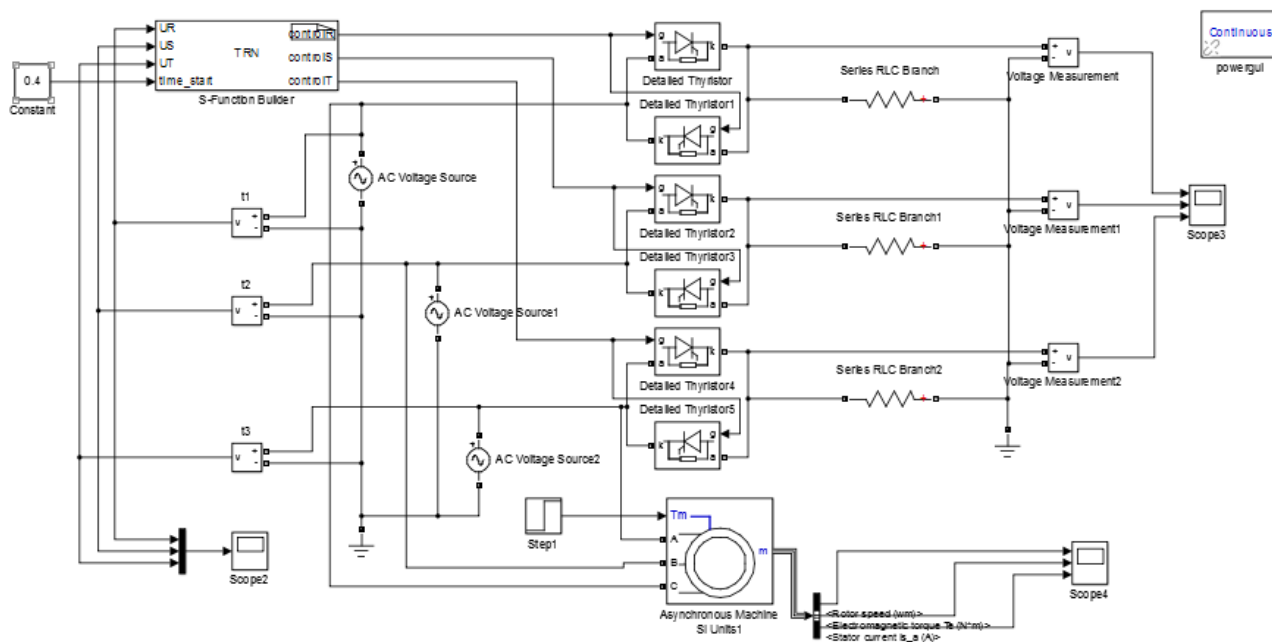 UR
US
UT
time_start
TRN
controlR
controlS
controlT
S-Function Builder
0.4
Constant
g
a
k
Detailed Thyristor
Detailed Thyristor1
k
g
a
Series RLC Branch
+
-
v
Voltage Measurement
Continuous
powergui
+
AC Voltage Source
t1
v
+
-
g
a
k
Detailed Thyristor2
Detailed Thyristor3
k
g
a
Series RLC Branch1
+
-
v
Voltage Measurement1
Scope3
t2
v
+
-
+
AC Voltage Source1
g
a
k
Detailed Thyristor4
Detailed Thyristor5
k
g
a
Series RLC Branch2
+
-
v
Voltage Measurement2
t3
v
+
-
+
AC Voltage Source2
Step1
Tm
A
B
C
m
Asynchronous Machine
SI Units1
Scope2
Scope4
<Rotor speed (wm)>
<Electromagnetic torque Te (N*m)>
<Stator current is_a (A)>